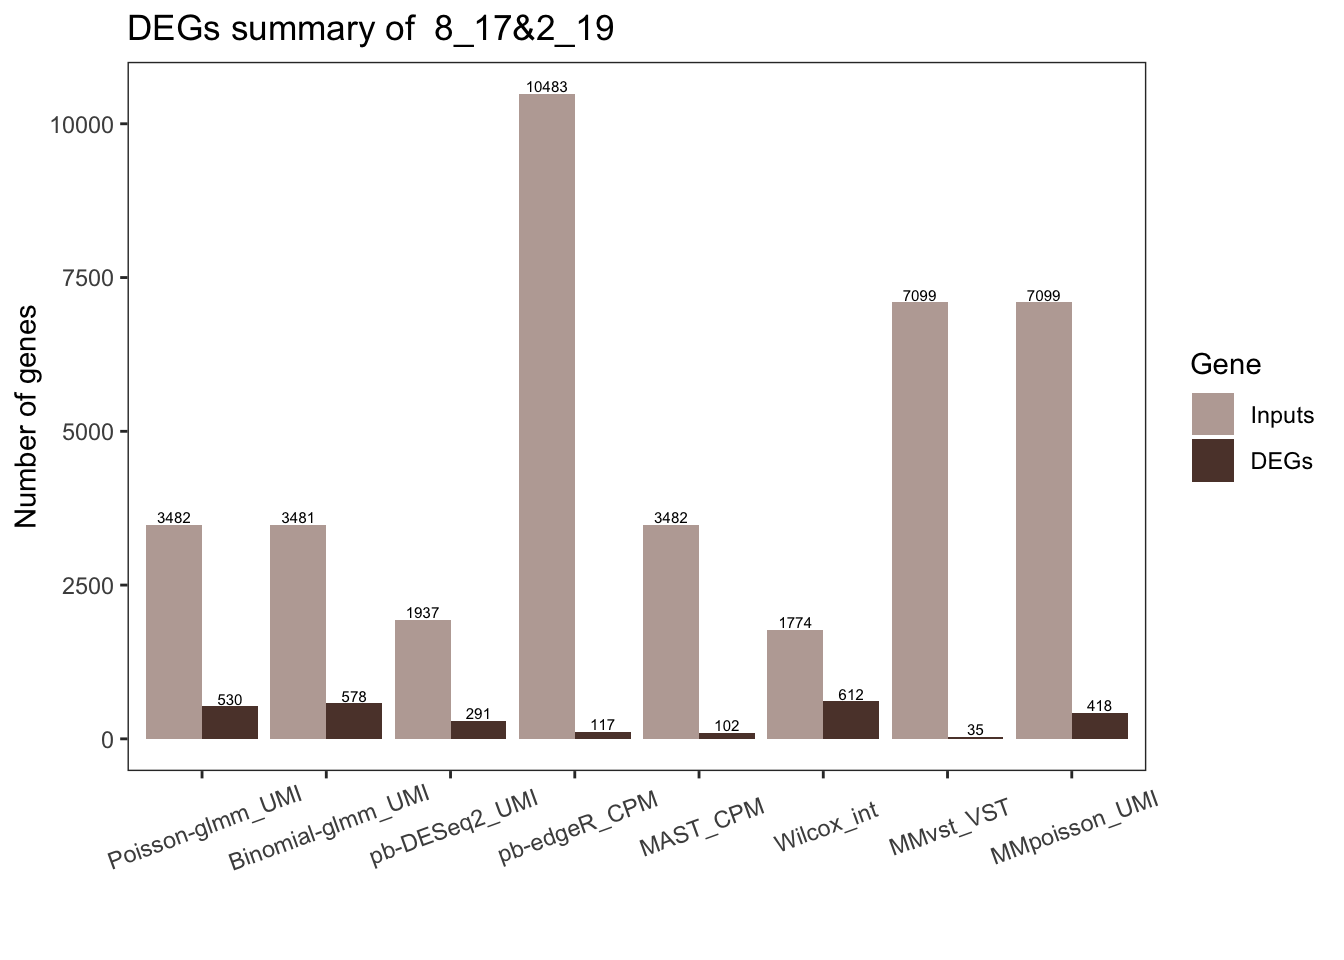 DEGs summary of  8_17&2_19
Number of genes
10000
7500
5000
2500
0
3482
530
3481
578
1937
291
10483
117
3482
102
1774
612
7099
35
7099
418
Poisson-glmm_UMI
Binomial-glmm_UMI
pb-DESeq2_UMI
pb-edgeR_CPM
MAST_CPM
Wilcox_int
MMvst_VST
MMpoisson_UMI
Gene
Inputs
DEGs